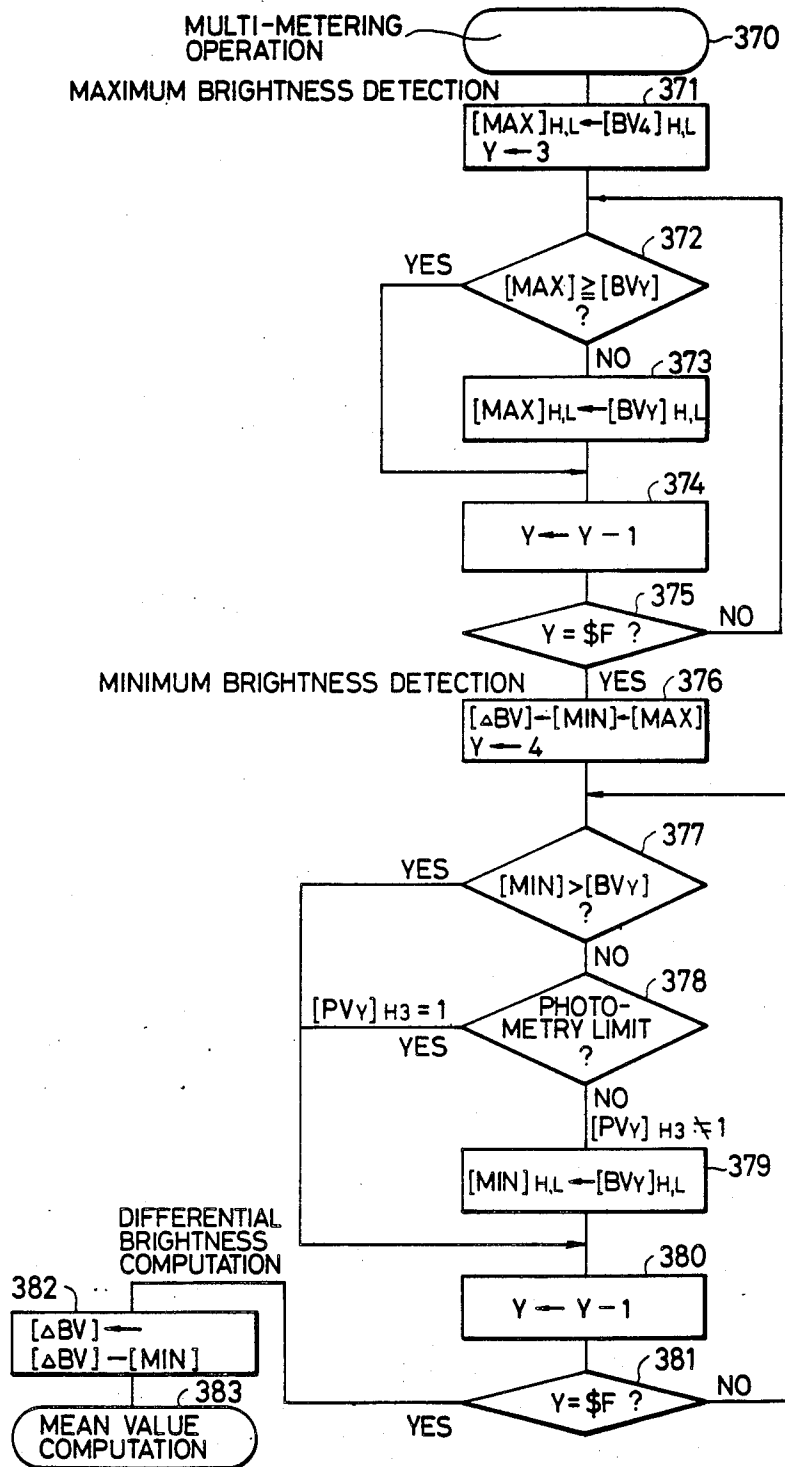 MULTI-METERING
OPERATION
370
MAXIMUM BRIGHTNESS DETECTION
371
[MAX]H,L←[BV4]H,L
Y ← 3
372
YES
[MAX]≧[BVY]
?
NO
373
[MAX]H,L←[BVY]H,L
374
Y ← Y − 1
375
Y = $F ?
NO
MINIMUM BRIGHTNESS DETECTION
YES
376
[△BV]←[MIN]←[MAX]
Y ← 4
377
YES
[MIN]>[BVY]
?
NO
378
[PVY]H3=1
PHOTO-
METRY LIMIT
YES
?
NO
[PVY]H3≠1
379
[MIN]H,L←[BVY]H,L
DIFFERENTIAL
BRIGHTNESS
COMPUTATION
380
382
Y ← Y − 1
[△BV]←
[△BV]−[MIN]
381
383
Y=$F ?
NO
YES
MEAN VALUE
COMPUTATION